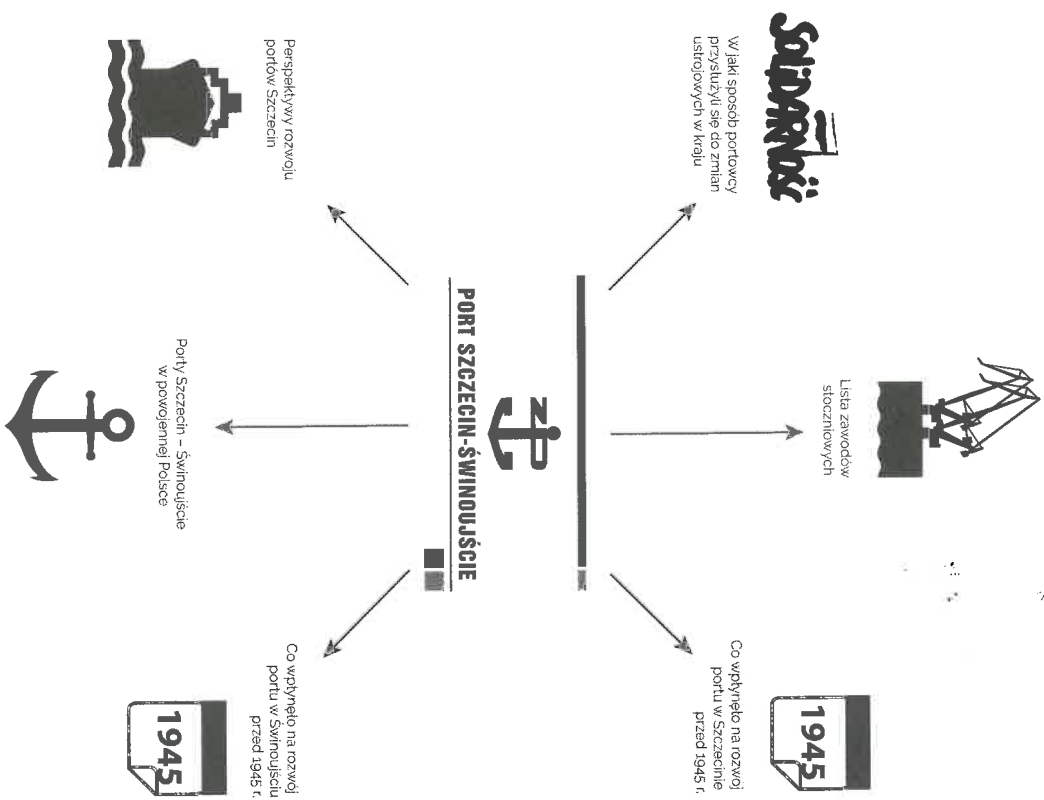 SOLIDARNOŚĆ
W jaki sposób portowcy
przysłużyli się do zmian
ustrojowych w kraju
Lista zawodów
stoczniowych
1945
Co wpłynęło na rozwój
portu w Szczecinie
przed 1945 r.
ZP
PORT SZCZECIN-ŚWINOUJŚCIE
Perspektywy rozwoju
portów Szczecin
Porty Szczecin – Świnoujście
w powojennej Polsce
Co wpłynęło na rozwój
portu w Świnoujściu
przed 1945 r.
1945